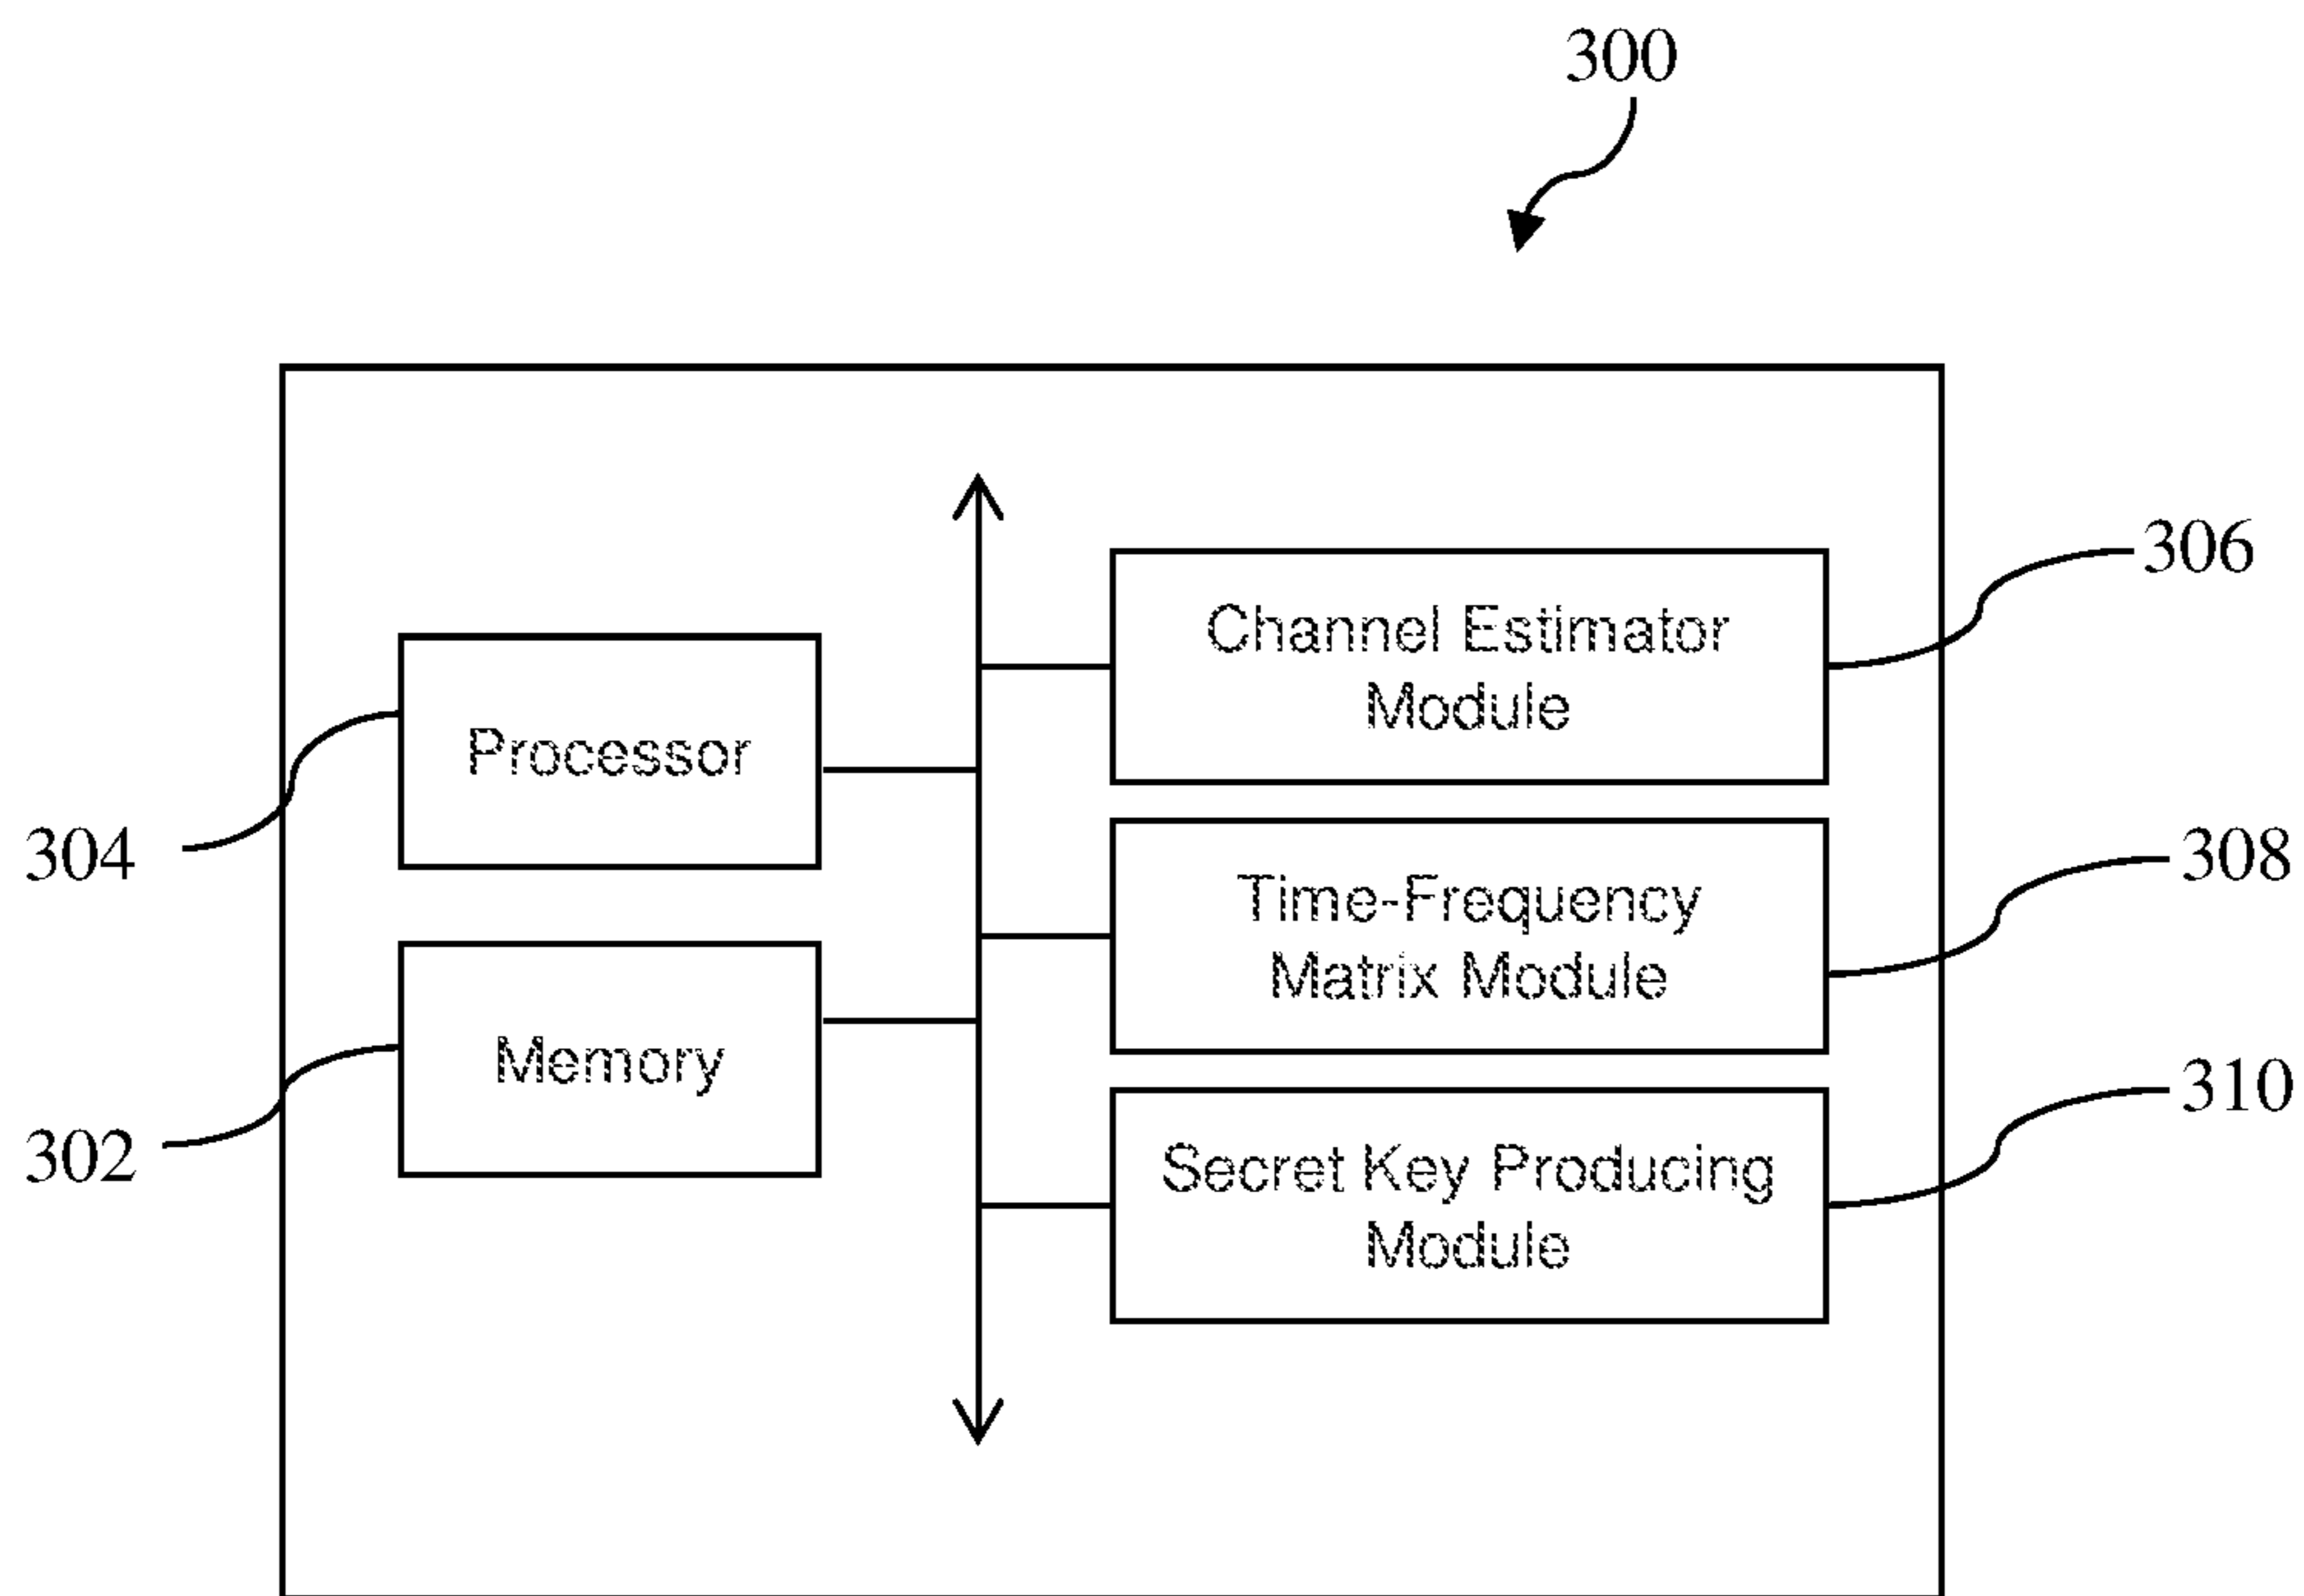 300
306
Channel Estimator
Module
Processor
304
308
Time-Frequency
Matrix Module
Memory
302
310
Secret Key Producing
Module